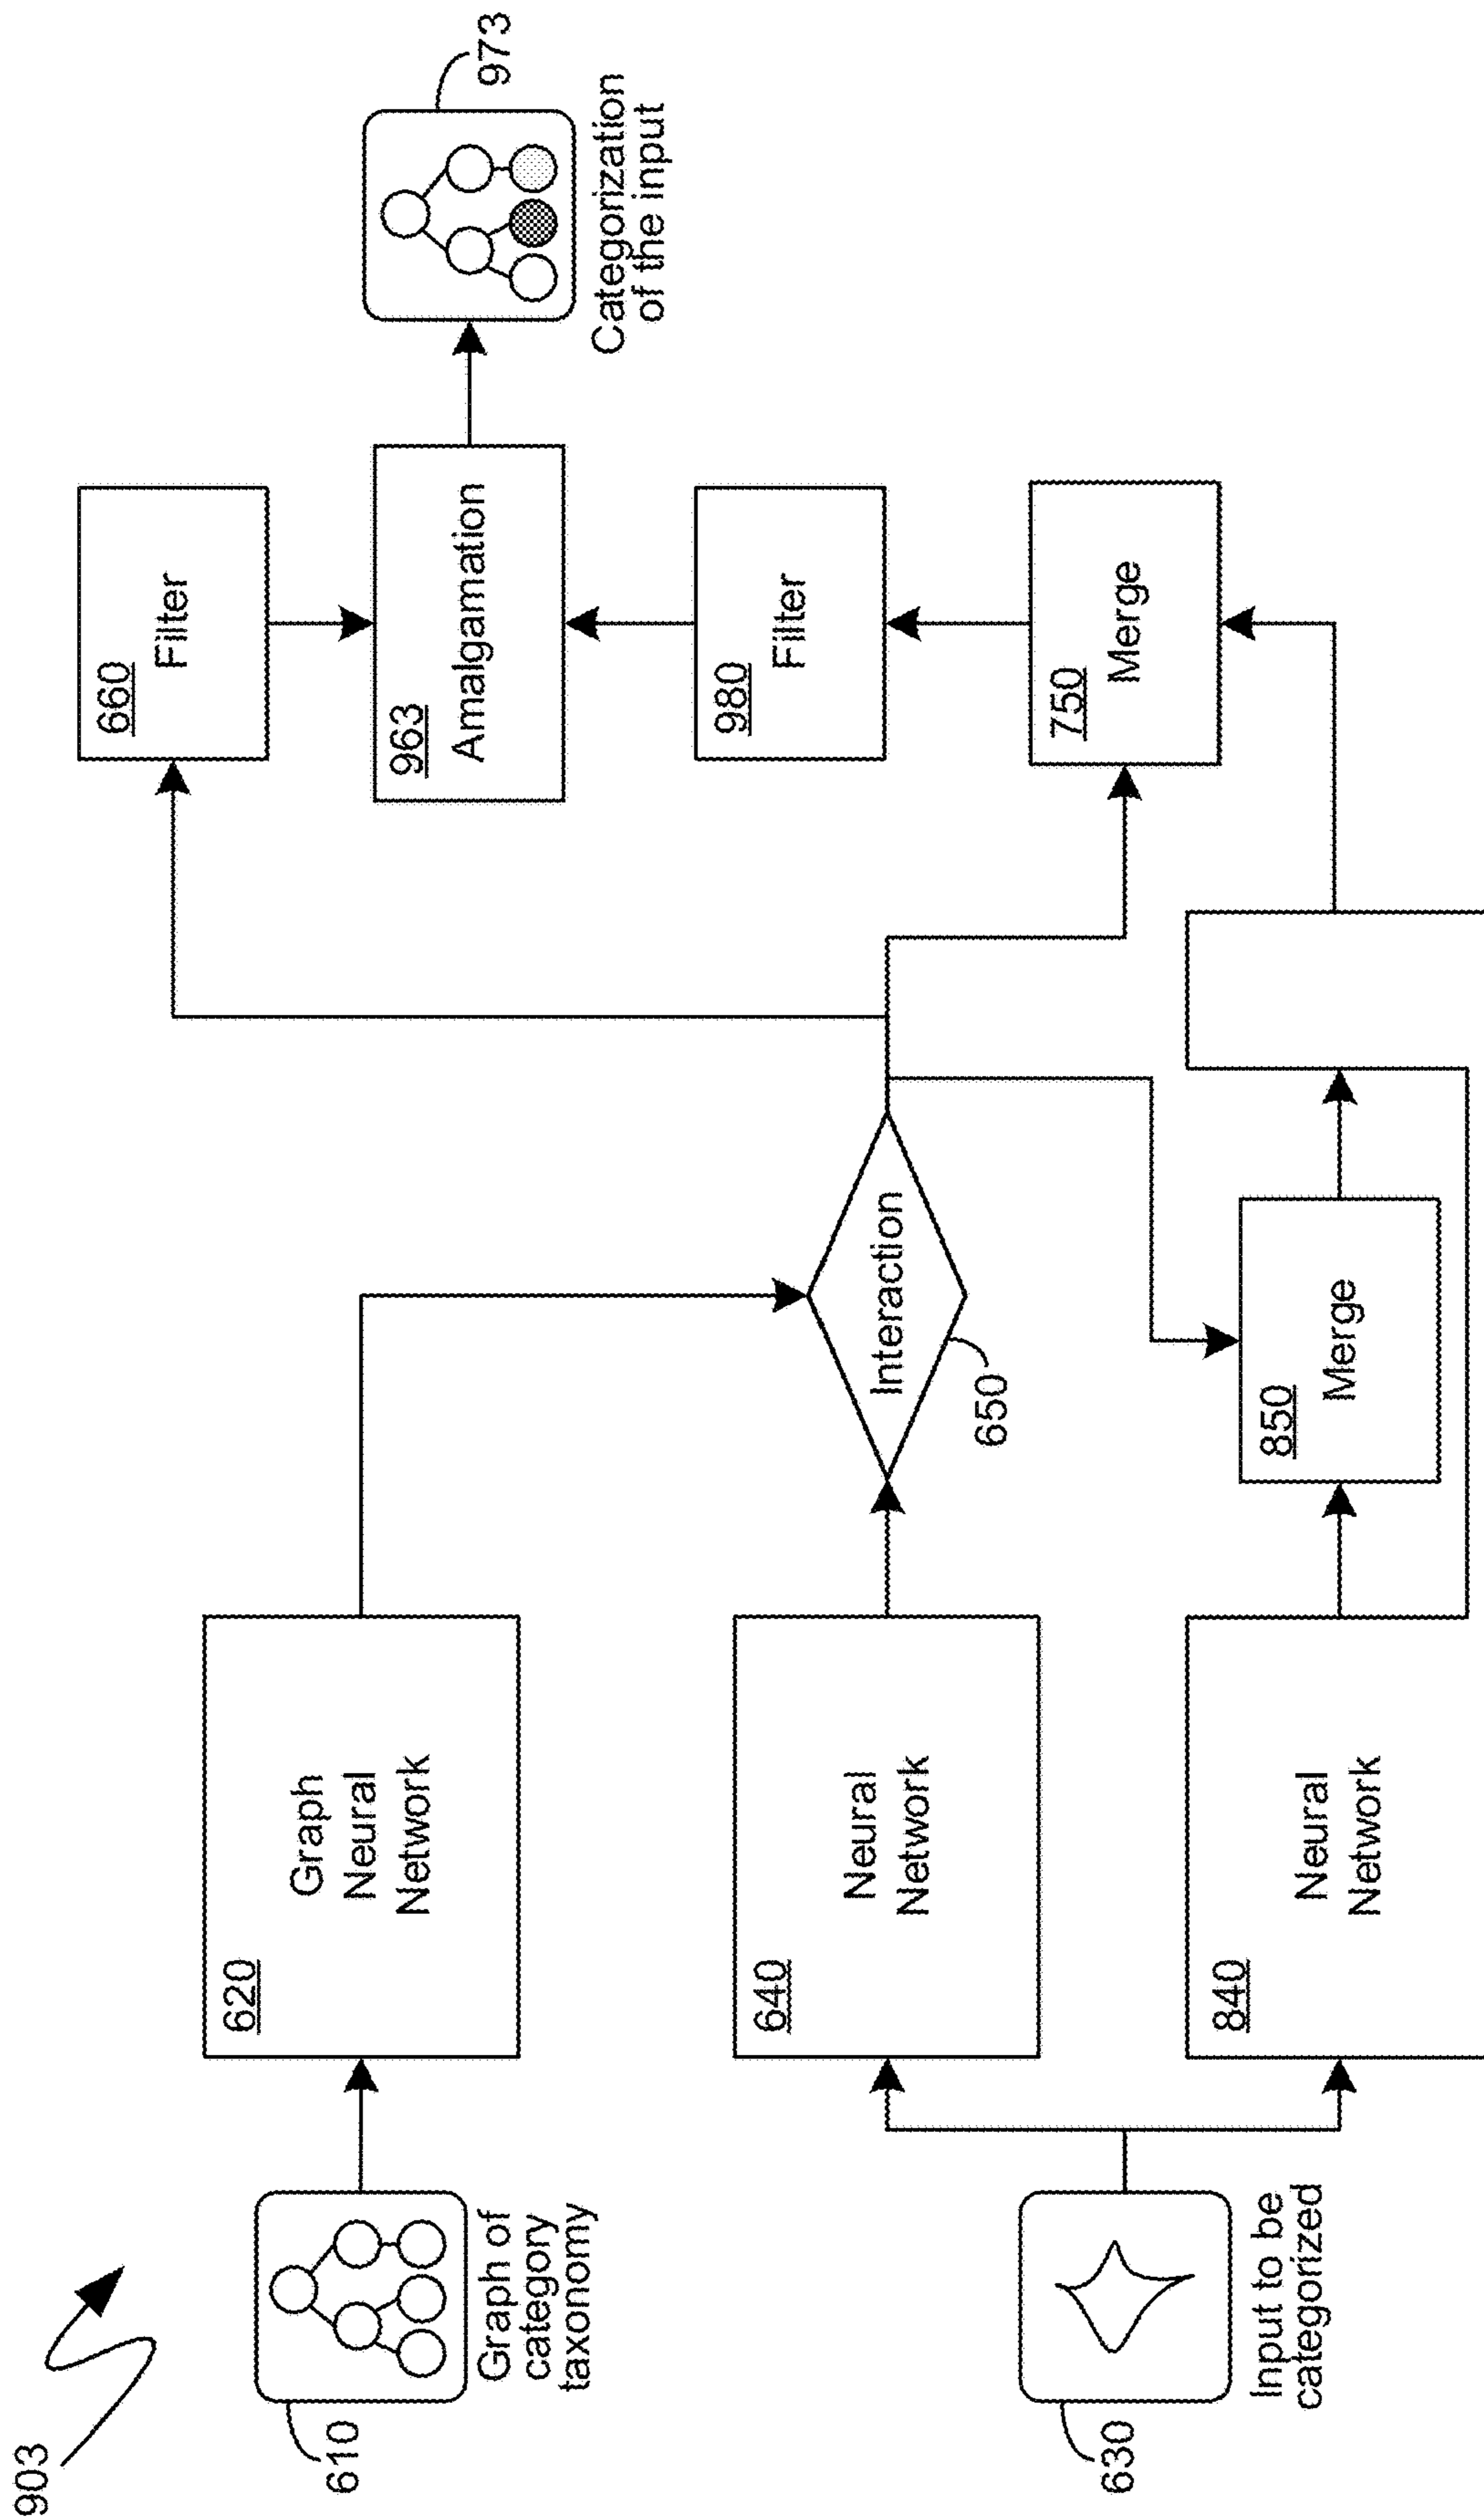 903
610
Graph of
category
taxonomy
620
Graph
Neural
Network
630
Input to be
categorized
640
Neural
Network
840
Neural
Network
Interaction
650
850
Merge
660
Filter
963
Amalgamation
980
Filter
750
Merge
973
Categorization
of the input